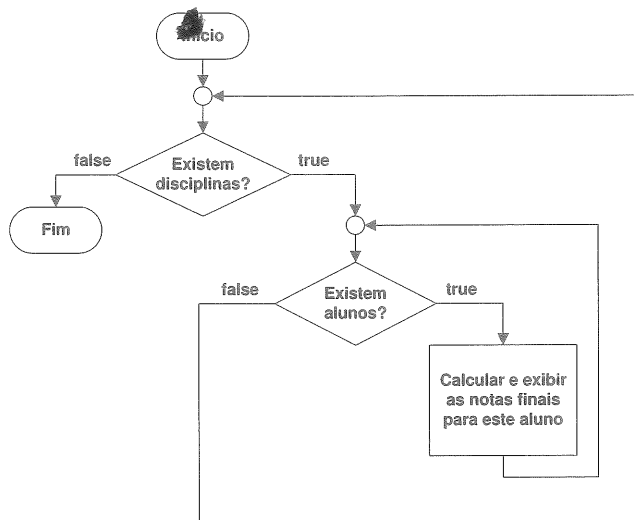 false
Existem
disciplinas?
true
Fim
false
Existem
alunos?
true
Calcular e exibir
as notas finais
para este aluno